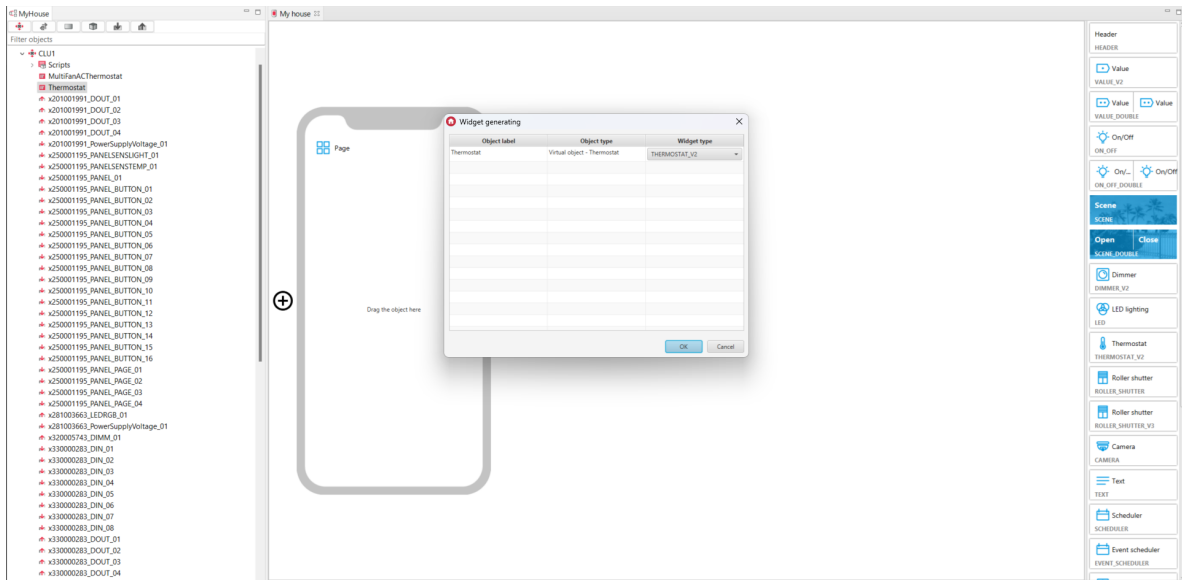 MyHouse
Filter objects
CLU1
Scripts
MultiFanACThermostat
Thermostat
x201001991_DOUT_01
x201001991_DOUT_02
x201001991_DOUT_03
x201001991_DOUT_04
x201001991_PowerSupplyVoltage_01
x250001195_PANELSENSLIGHT_01
x250001195_PANELSENSTEMP_01
x250001195_PANEL_01
x250001195_PANEL_BUTTON_01
x250001195_PANEL_BUTTON_02
x250001195_PANEL_BUTTON_03
x250001195_PANEL_BUTTON_04
x250001195_PANEL_BUTTON_05
x250001195_PANEL_BUTTON_06
x250001195_PANEL_BUTTON_07
x250001195_PANEL_BUTTON_08
x250001195_PANEL_BUTTON_09
x250001195_PANEL_BUTTON_10
x250001195_PANEL_BUTTON_11
x250001195_PANEL_BUTTON_12
x250001195_PANEL_BUTTON_13
x250001195_PANEL_BUTTON_14
x250001195_PANEL_BUTTON_15
x250001195_PANEL_BUTTON_16
x250001195_PANEL_PAGE_01
x250001195_PANEL_PAGE_02
x250001195_PANEL_PAGE_03
x250001195_PANEL_PAGE_04
x281003663_LEDRGB_01
x281003663_PowerSupplyVoltage_01
x320005743_DIMM_01
x330000283_DIN_01
x330000283_DIN_02
x330000283_DIN_03
x330000283_DIN_04
x330000283_DIN_05
x330000283_DIN_06
x330000283_DIN_07
x330000283_DIN_08
x330000283_DOUT_01
x330000283_DOUT_02
x330000283_DOUT_03
x330000283_DOUT_04
My house
Page
Drag the object here
Widget generating
Object label Object type Widget type
Thermostat Virtual object - Thermostat THERMOSTAT_V2
OK Cancel
Header
HEADER
Value
VALUE_V2
Value Value
VALUE_DOUBLE
On/Off
ON_OFF
On/... On/Off
ON_OFF_DOUBLE
Scene
SCENE
Open Close
SCENE_DOUBLE
Dimmer
DIMMER_V2
LED lighting
LED
Thermostat
THERMOSTAT_V2
Roller shutter
ROLLER_SHUTTER
Roller shutter
ROLLER_SHUTTER_V3
Camera
CAMERA
Text
TEXT
Scheduler
SCHEDULER
Event scheduler
EVENT_SCHEDULER